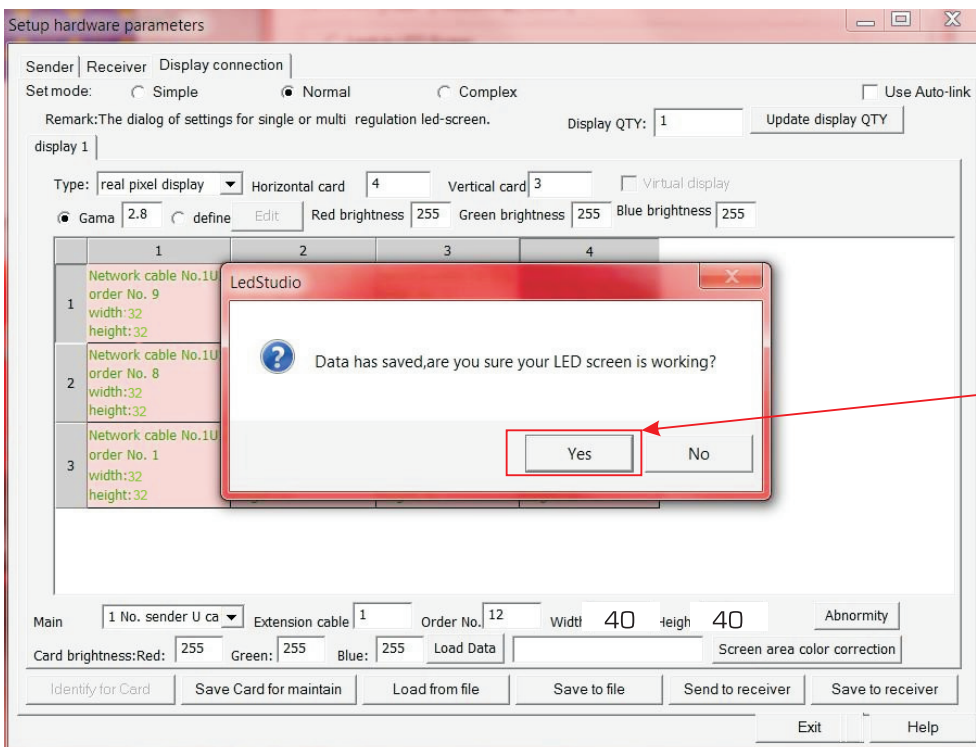 Setup hardware parameters
Sender Receiver Display connection
Set mode: Simple Normal Complex Use Auto-link
Remark:The dialog of settings for single or multi regulation led-screen. Display QTY: 1 Update display QTY
display 1
Type: real pixel display Horizontal card 4 Vertical card 3 Virtual display
Gama 2.8 define Edit Red brightness 255 Green brightness 255 Blue brightness 255
1 2 3 4
Network cable No.1U
1 order No. 9
width:32
height:32
LedStudio
Data has saved,are you sure your LED screen is working?
Yes No
Network cable No.1U
2 order No. 8
width:32
height:32
Network cable No.1U
3 order No. 1
width:32
height:32
Main 1 No. sender U ca Extension cable 1 Order No. 12 Widt 40 Heigh 40 Abnormity
Card brightness:Red: 255 Green: 255 Blue: 255 Load Data Screen area color correction
Identify for Card Save Card for maintain Load from file Save to file Send to receiver Save to receiver
Exit Help